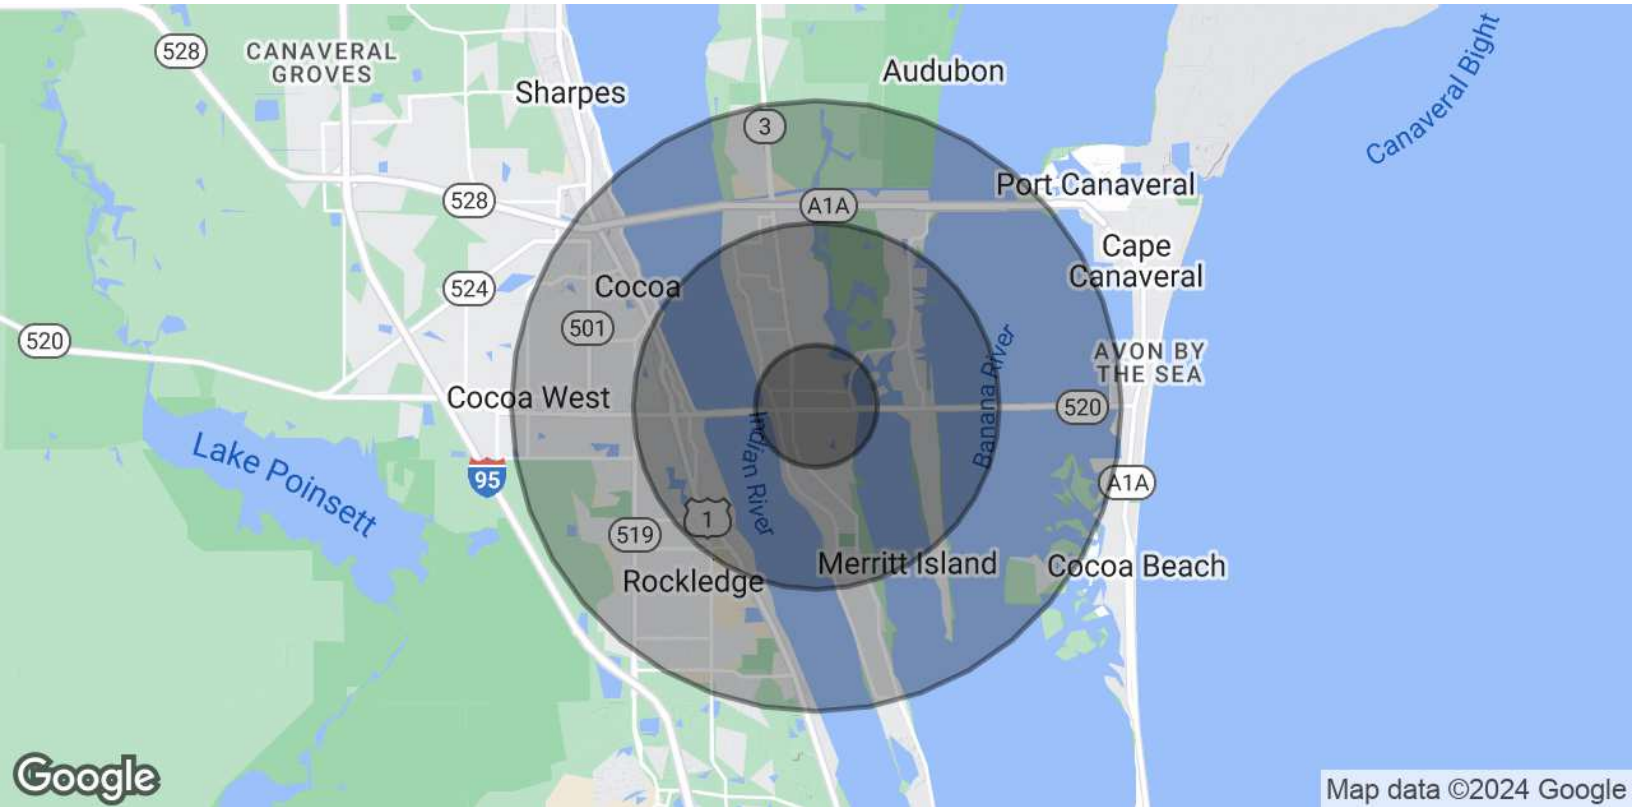 528
CANAVERAL
GROVES
Sharpes
Audubon
Canaveral Bight
3
528
A1A
Port Canaveral
Cape
Canaveral
524
Cocoa
501
520
Banana River
AVON BY
THE SEA
Cocoa West
520
Indian River
Lake Poinsett
95
A1A
519
1
Rockledge
Merritt Island
Cocoa Beach
Google
Map data ©2024 Google